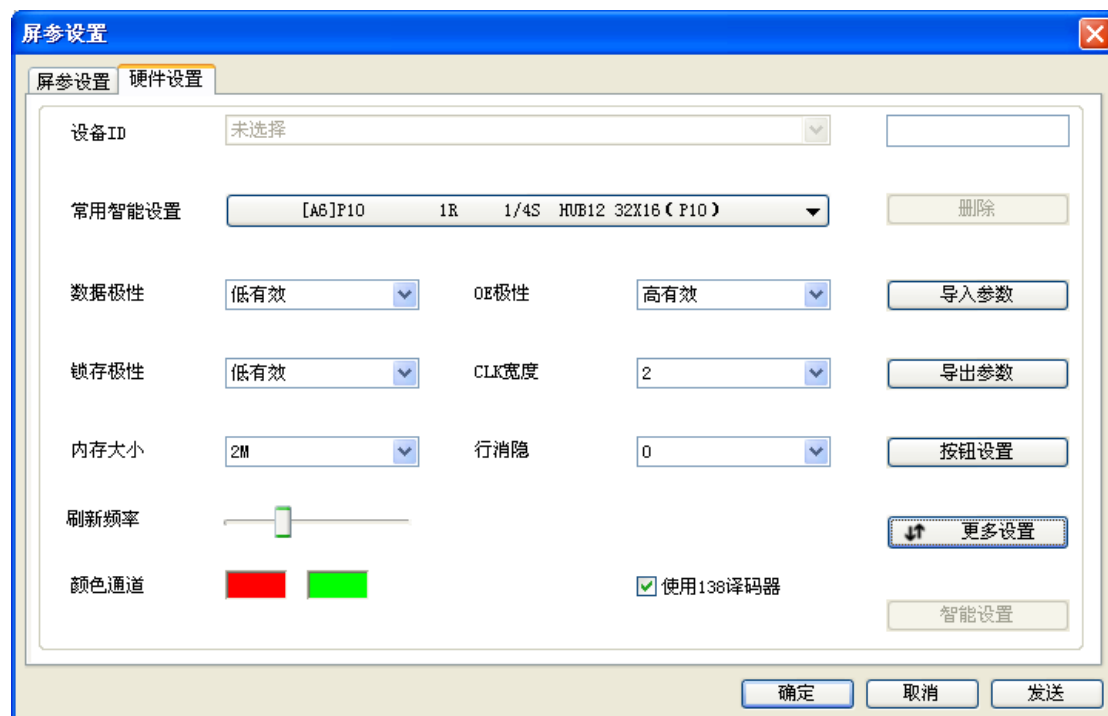 屏参设置
屏参设置 硬件设置
设备ID 未选择
常用智能设置 [A6]P10 1R 1/4S HUB12 32X16(P10) 删除
数据极性 低有效 OE极性 高有效 导入参数
锁存极性 低有效 CLK宽度 2 导出参数
内存大小 2M 行消隐 0 按钮设置
刷新频率 更多设置
颜色通道 使用138译码器
智能设置
确定 取消 发送